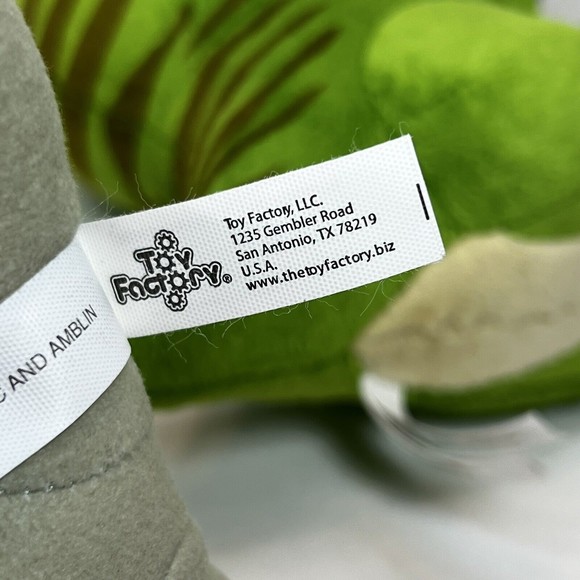 Toy Factory, LLC.
1235 Gembler Road
San Antonio, TX 78219
U.S.A.
www.thetoyfactory.biz
TOY
FACTORY®
C AND AMBLIN